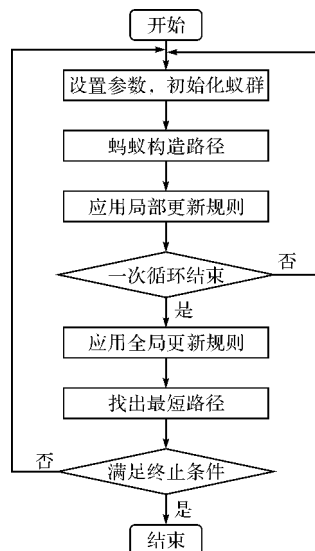 开始
设置参数，初始化蚁群
蚂蚁构造路径
应用局部更新规则
一次循环结束
否
是
应用全局更新规则
找出最短路径
否
满足终止条件
是
结束